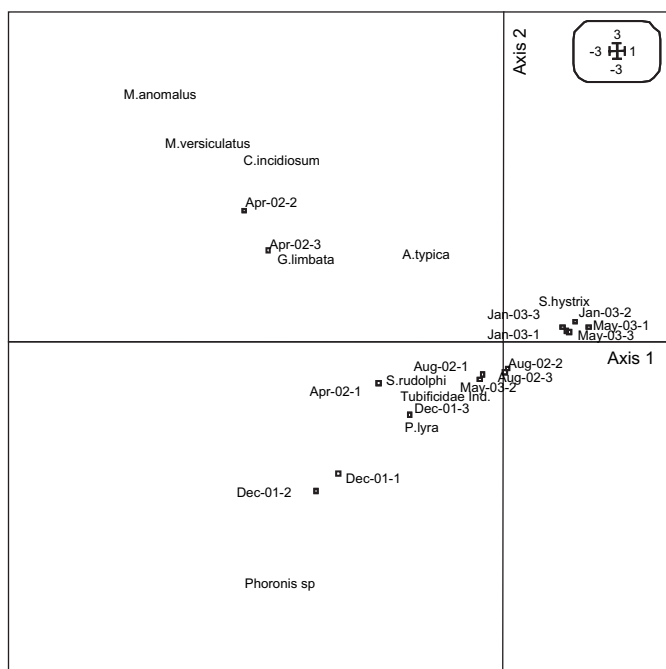 Axis 2
3
-3 1
-3
M.anomalus
M.versiculatus
C.incidiosum
Apr-02-2
Apr-02-3
G.limbata
A.typica
S.hystrix
Jan-03-3
Jan-03-2
May-03-1
Jan-03-1
May-03-3
Axis 1
Aug-02-1
Aug-02-2
S.rudolphi
Aug-02-3
May-03-2
Apr-02-1
Tubificidae Ind.
Dec-01-3
P.lyra
Dec-01-1
Dec-01-2
Phoronis sp